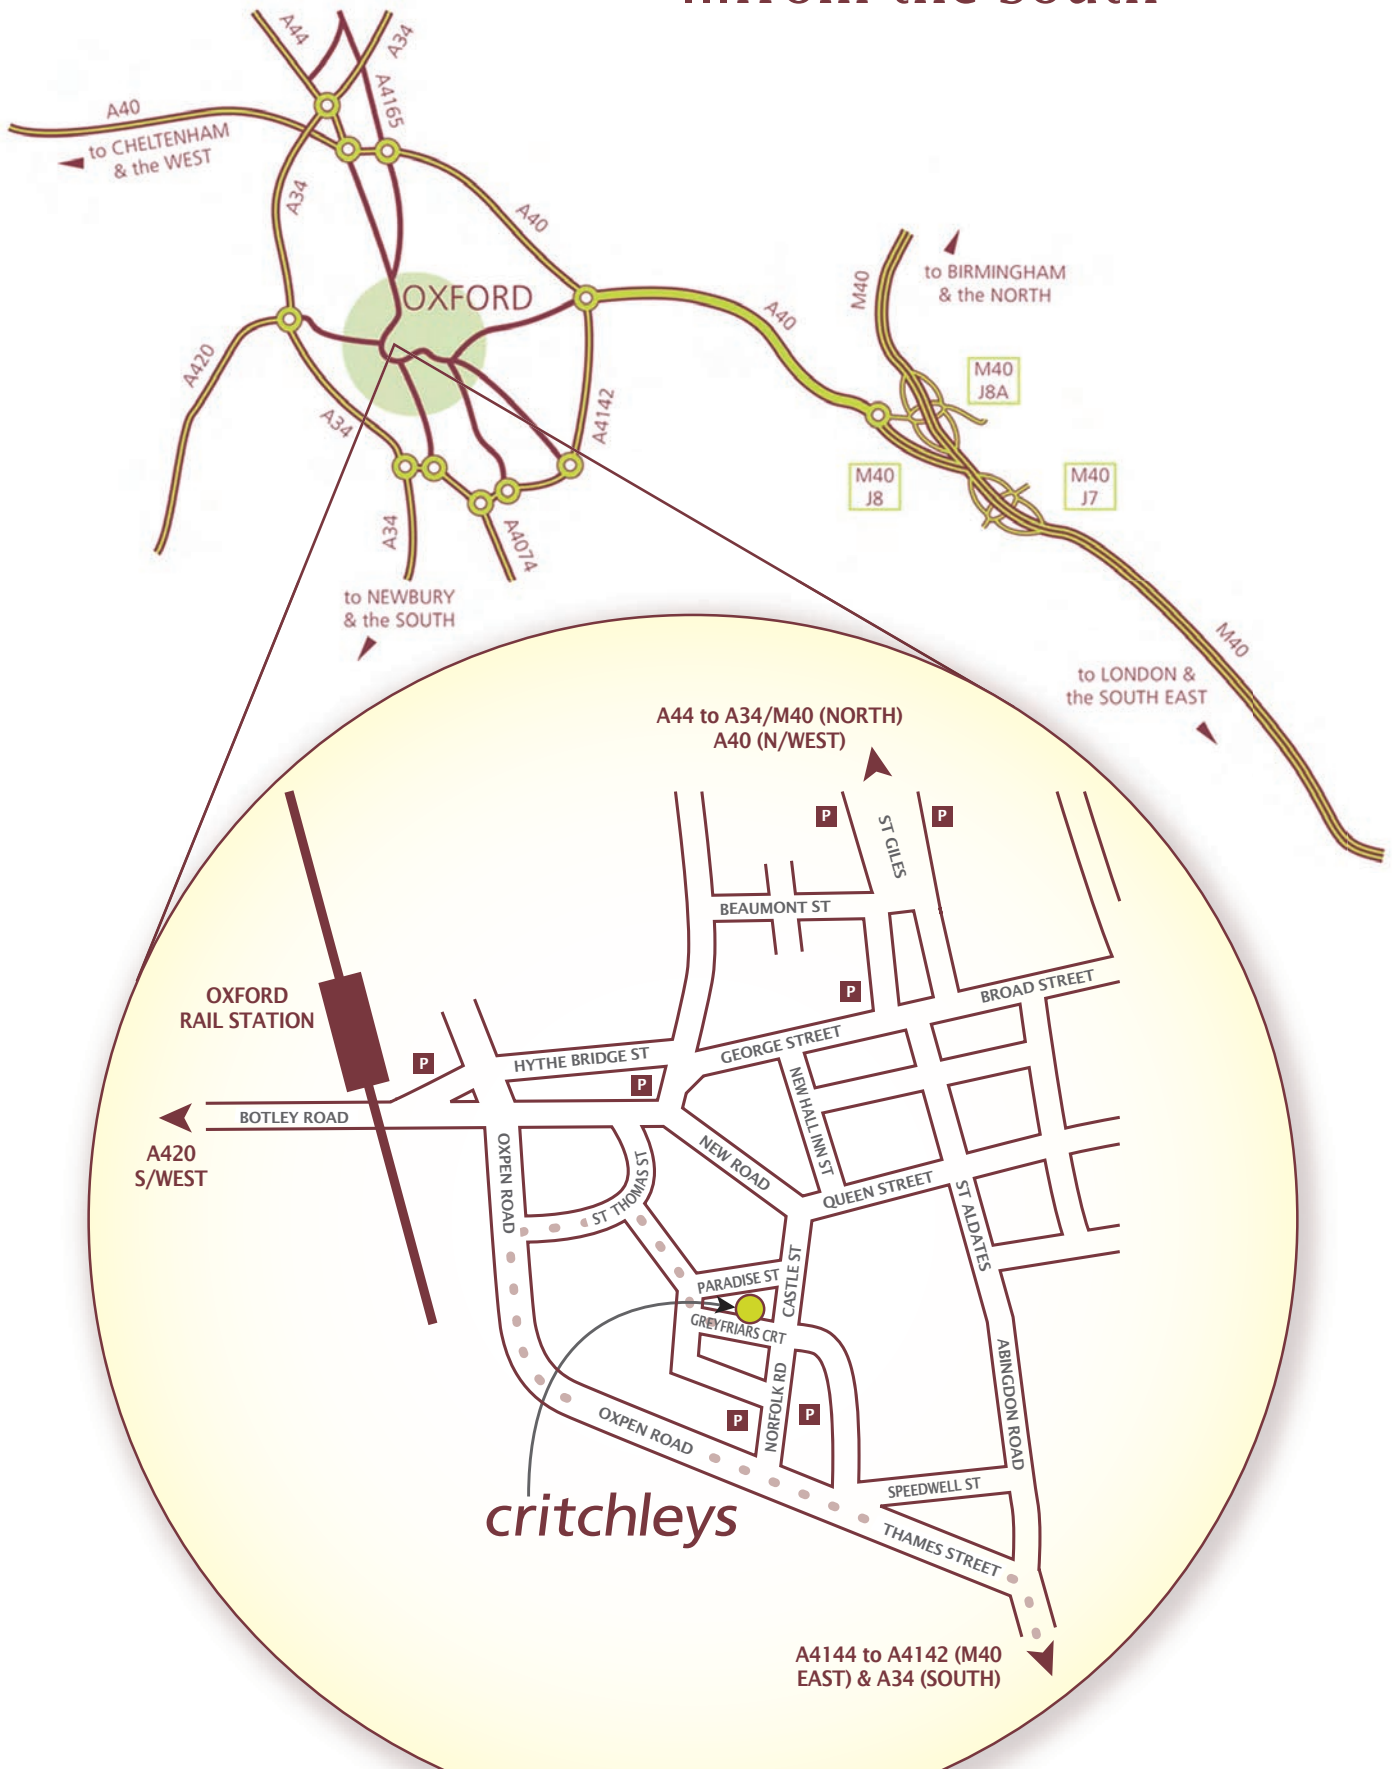 A44
A34
A4165
A40
to CHELTENHAM
& the WEST
A34
A40
OXFORD
A40
M40
to BIRMINGHAM
& the NORTH
M40
J8A
A420
A34
A4142
M40
J8
M40
J7
A34
A4074
to NEWBURY
& the SOUTH
M40
to LONDON &
the SOUTH EAST
A44 to A34/M40 (NORTH)
A40 (N/WEST)
P
P
ST GILES
BEAUMONT ST
P
BROAD STREET
OXFORD
RAIL STATION
P
HYTHE BRIDGE ST
P
GEORGE STREET
NEW HALL INN ST
BOTLEY ROAD
A420
S/WEST
OXPEN ROAD
ST THOMAS ST
NEW ROAD
QUEEN STREET
ST ALDATES
PARADISE ST
CASTLE ST
GREYFRIARS CRT
NORFOLK RD
P
P
ABINGDON ROAD
OXPEN ROAD
SPEEDWELL ST
critchleys
THAMES STREET
A4144 to A4142 (M40
EAST) & A34 (SOUTH)